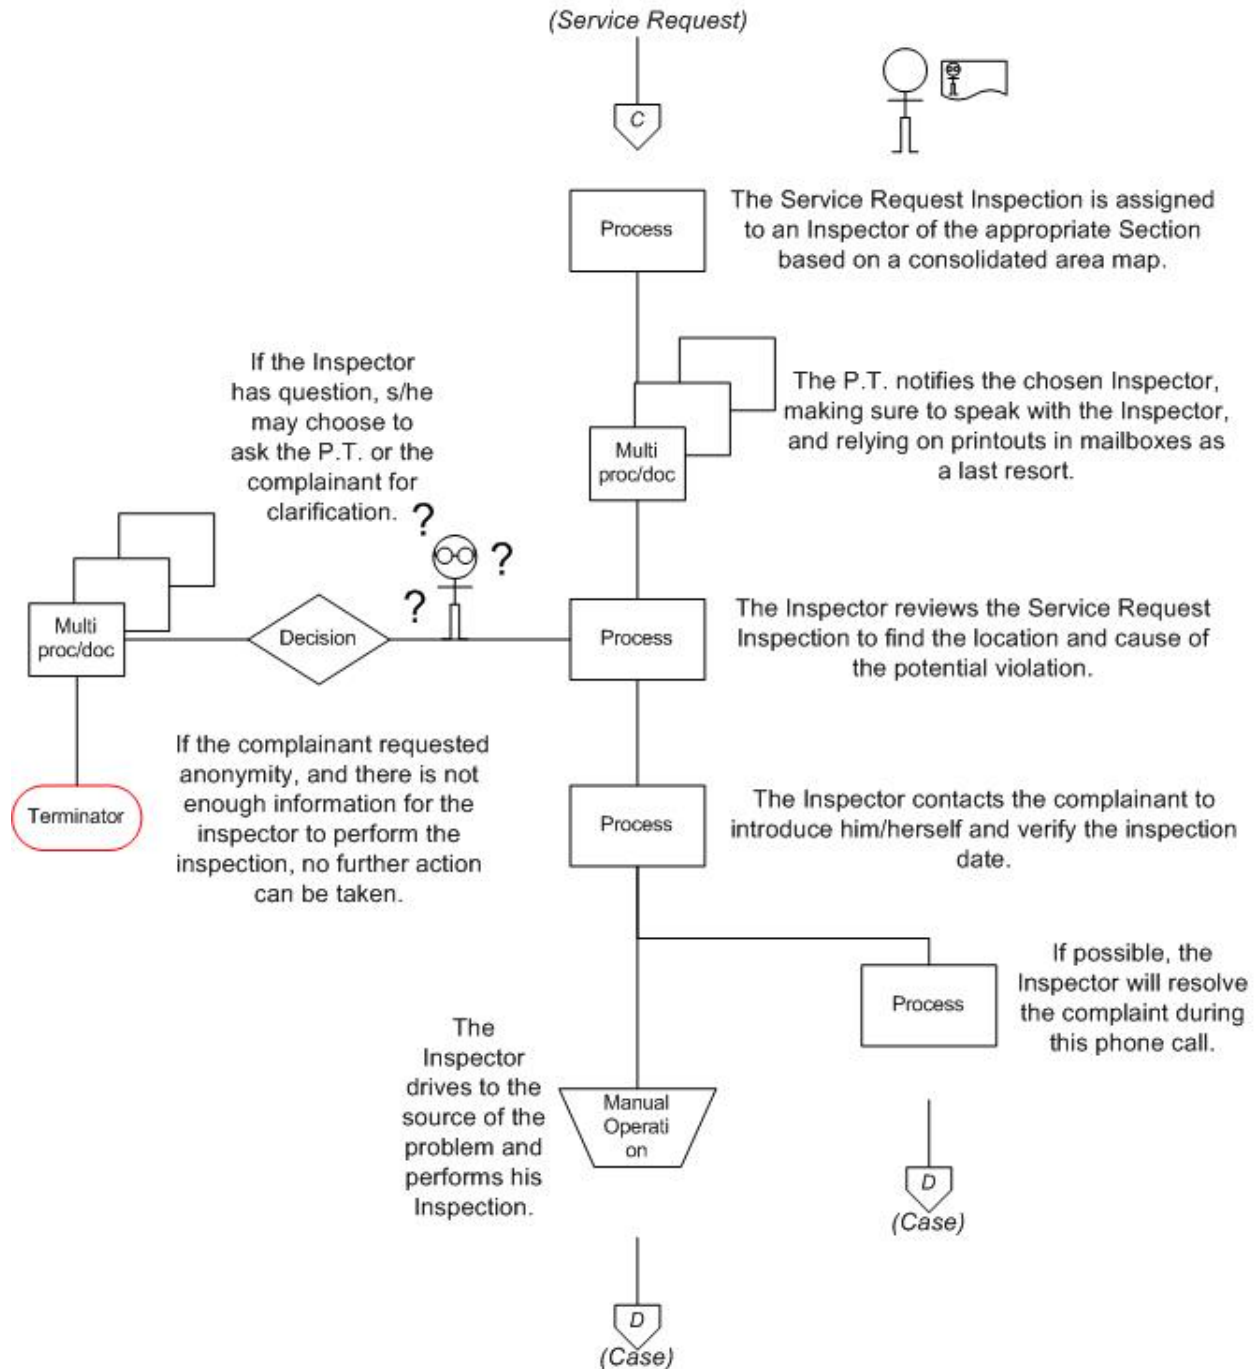 (Service Request)
C
Process
The Service Request Inspection is assigned
to an Inspector of the appropriate Section
based on a consolidated area map.
If the Inspector
has question, s/he
may choose to
ask the P.T. or the
complainant for
clarification.
Multi
proc/doc
The P.T. notifies the chosen Inspector,
making sure to speak with the Inspector,
and relying on printouts in mailboxes as
a last resort.
?
?
?
Multi
proc/doc
Decision
Process
The Inspector reviews the Service Request
Inspection to find the location and cause of
the potential violation.
Terminator
If the complainant requested
anonymity, and there is not
enough information for the
inspector to perform the
inspection, no further action
can be taken.
Process
The Inspector contacts the complainant to
introduce him/herself and verify the inspection
date.
Process
If possible, the
Inspector will resolve
the complaint during
this phone call.
The
Inspector
drives to the
source of the
problem and
performs his
Inspection.
Manual
Operati
on
D
(Case)
D
(Case)